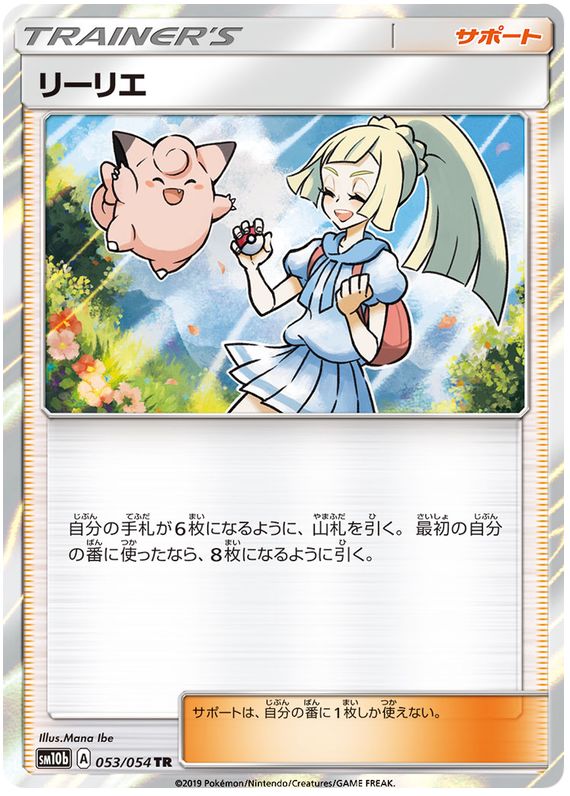 TRAINER'S
サポート
リーリエ
自分の手札が6枚になるように、山札を引く。最初の自分
の番に使ったなら、8枚になるように引く。
サポートは、自分の番に1枚しか使えない。
Illus.Mana Ibe
sm10b A 053/054 TR
©2019 Pokémon/Nintendo/Creatures/GAME FREAK.